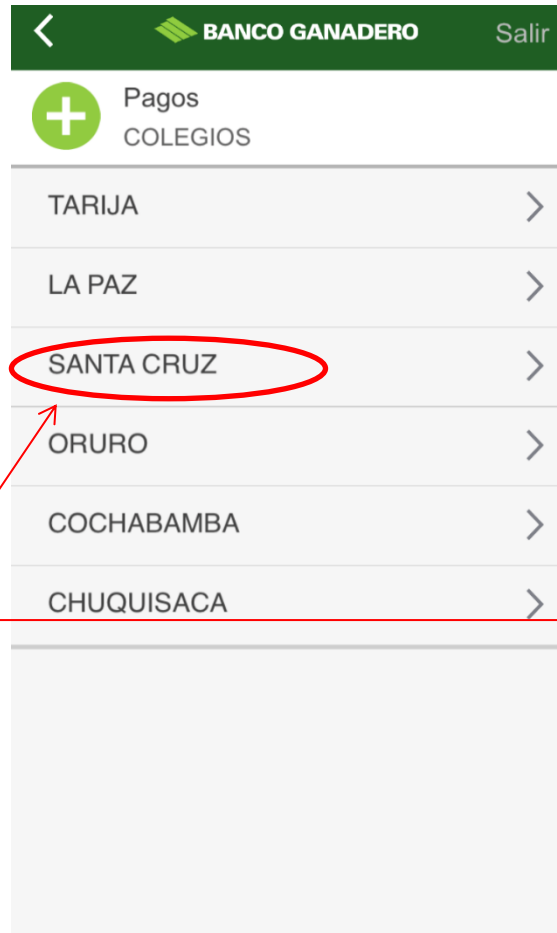 BANCO GANADERO Salir
Pagos
COLEGIOS
TARIJA
LA PAZ
SANTA CRUZ
ORURO
COCHABAMBA
CHUQUISACA